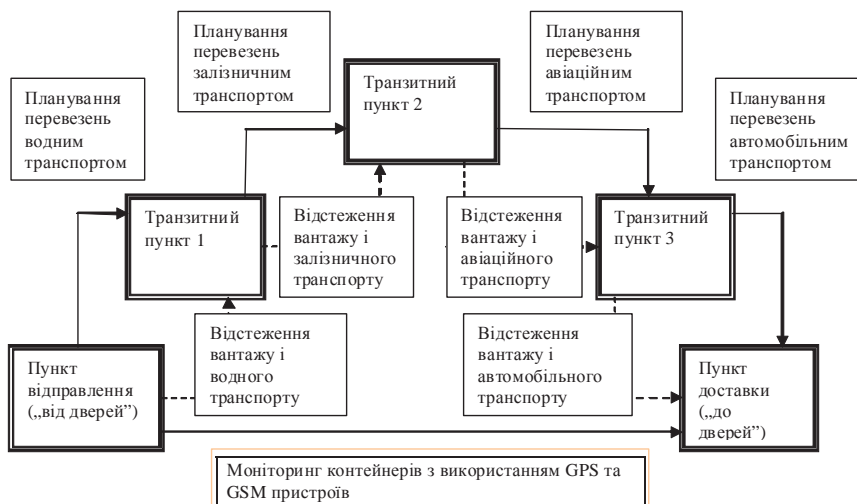 Планування
перевезень
залізничним
транспортом
Планування
перевезень
авіаційним
транспортом
Транзитний
пункт 2
Планування
перевезень
водним
транспортом
Планування
перевезень
автомобільним
транспортом
Транзитний
пункт 1
Відстеження
вантажу і
залізничного
транспорту
Відстеження
вантажу і
авіаційного
транспорту
Транзитний
пункт 3
Відстеження
вантажу і
водного
транспорту
Відстеження
вантажу і
автомобільного
транспорту
Пункт
відправлення
(„від дверей”)
Пункт
доставки
(„до
дверей”)
Моніторинг контейнерів з використанням GPS та
GSM пристроїв